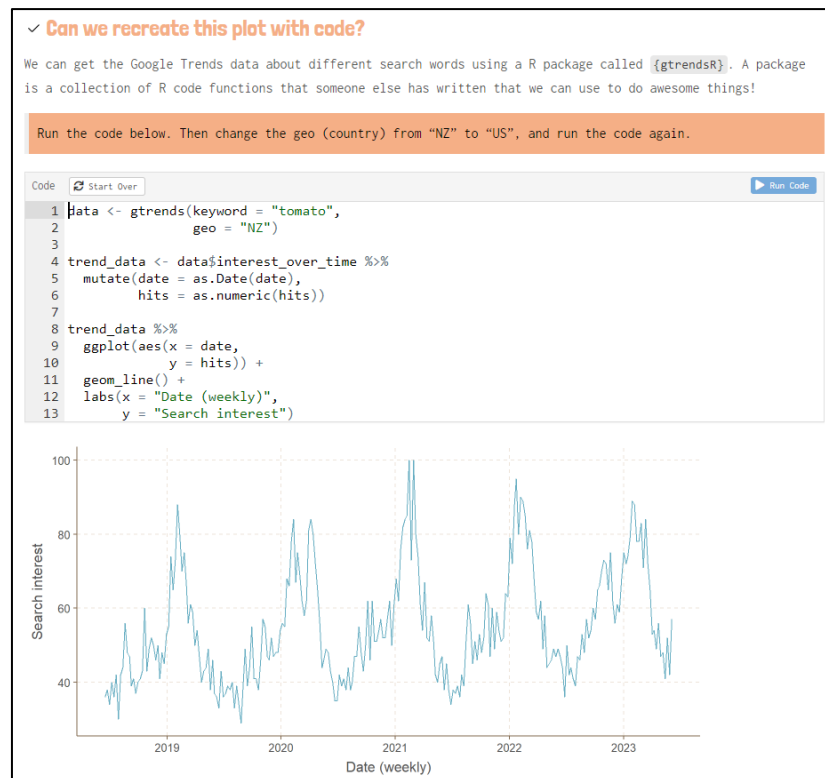 ✓ Can we recreate this plot with code?
We can get the Google Trends data about different search words using a R package called {gtrendsR}. A package
is a collection of R code functions that someone else has written that we can use to do awesome things!
Run the code below. Then change the geo (country) from “NZ” to “US”, and run the code again.
Code Start Over Run Code
1 data <- gtrends(keyword = "tomato",
2                 geo = "NZ")
3
4 trend_data <- data$interest_over_time %>%
5   mutate(date = as.Date(date),
6          hits = as.numeric(hits))
7
8 trend_data %>%
9   ggplot(aes(x = date,
10              y = hits)) +
11   geom_line() +
12   labs(x = "Date (weekly)",
13        y = "Search interest")
100
80
60
40
Search interest
2019 2020 2021 2022 2023
Date (weekly)